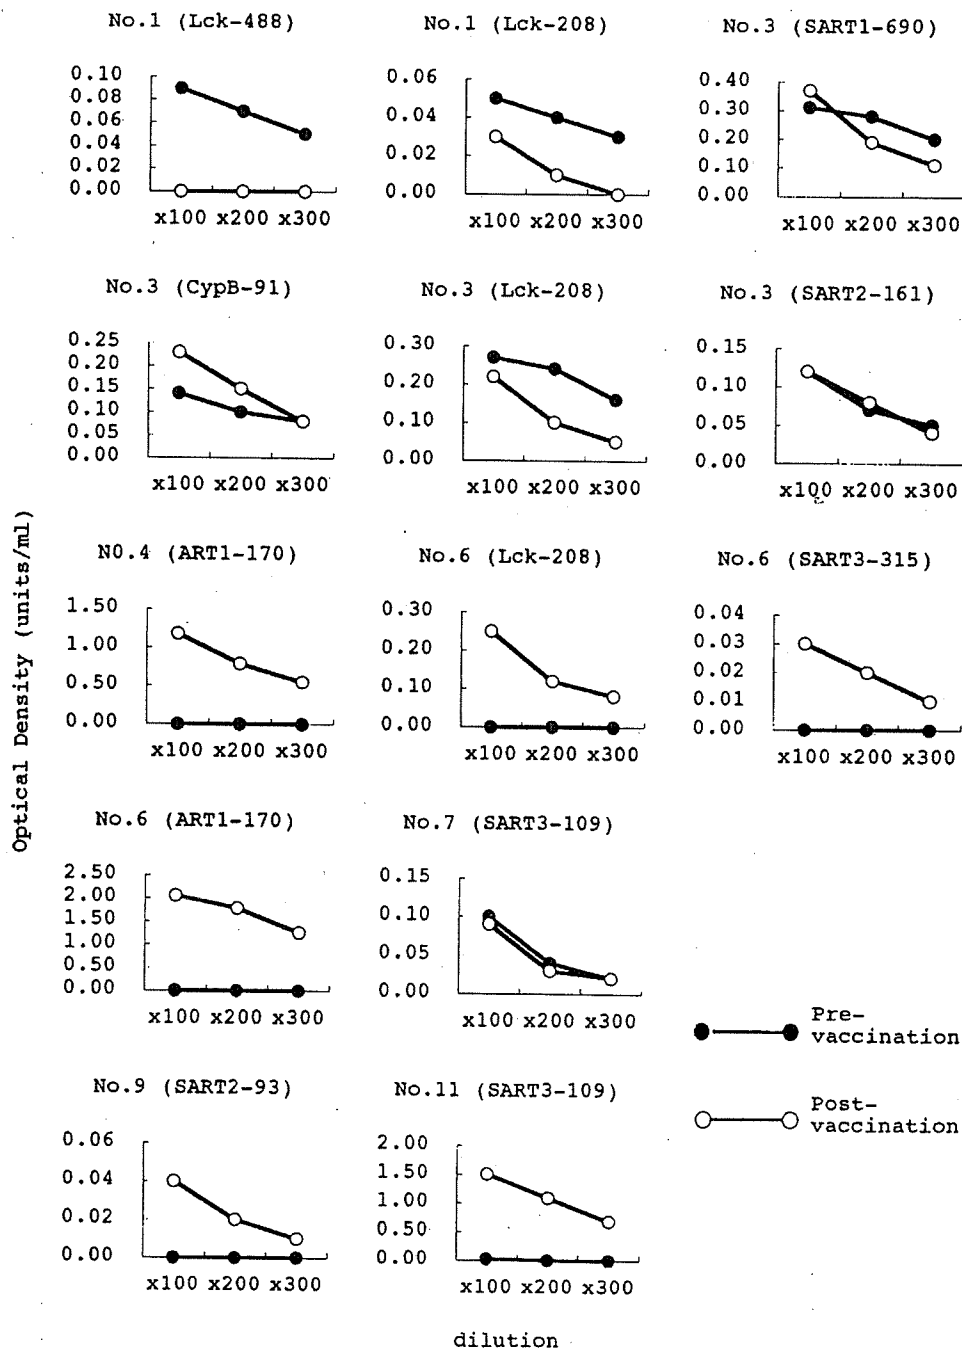 No.1 (Lck-488)
0.10
0.08
0.06
0.04
0.02
0.00
x100 x200 x300
No.1 (Lck-208)
0.06
0.04
0.02
0.00
x100 x200 x300
No.3 (SART1-690)
0.40
0.30
0.20
0.10
0.00
x100 x200 x300
No.3 (CypB-91)
0.25
0.20
0.15
0.10
0.05
0.00
x100 x200 x300
No.3 (Lck-208)
0.30
0.20
0.10
0.00
x100 x200 x300
No.3 (SART2-161)
0.15
0.10
0.05
0.00
x100 x200 x300
Optical Density (units/ml)
N0.4 (ART1-170)
1.50
1.00
0.50
0.00
x100 x200 x300
No.6 (Lck-208)
0.30
0.20
0.10
0.00
x100 x200 x300
No.6 (SART3-315)
0.04
0.03
0.02
0.01
0.00
x100 x200 x300
No.6 (ART1-170)
2.50
2.00
1.50
1.00
0.50
0.00
x100 x200 x300
No.7 (SART3-109)
0.15
0.10
0.05
0.00
x100 x200 x300
Pre-
vaccination
Post-
vaccination
No.9 (SART2-93)
0.06
0.04
0.02
0.00
x100 x200 x300
No.11 (SART3-109)
2.00
1.50
1.00
0.50
0.00
x100 x200 x300
dilution